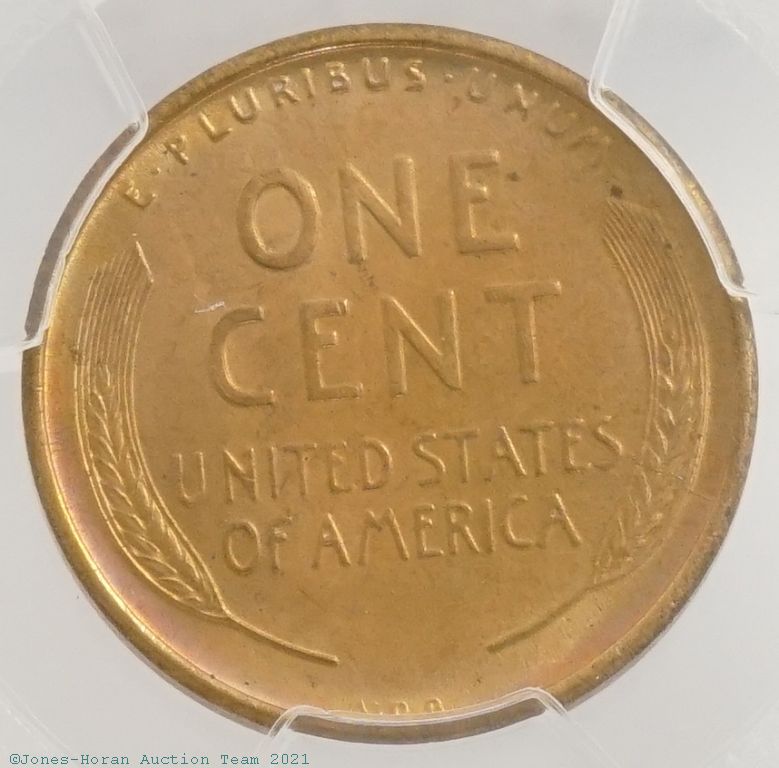 E·PLURIBUS·UNUM
ONE
CENT
UNITED STATES
OF AMERICA
©Jones-Horan Auction Team 2021